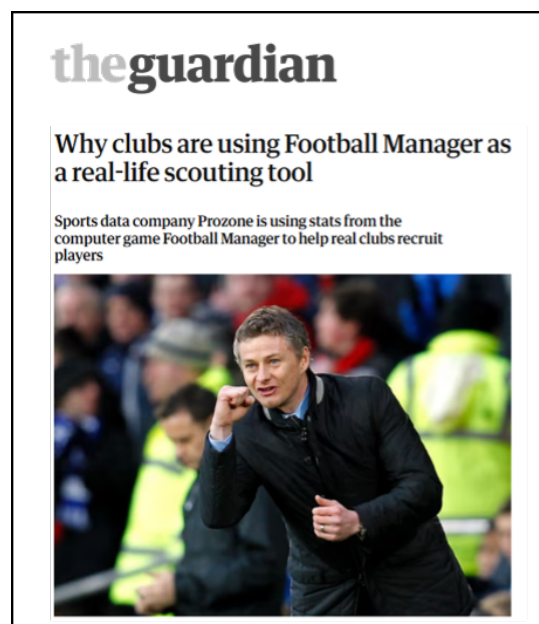 theguardian
Why clubs are using Football Manager as
a real-life scouting tool
Sports data company Prozone is using stats from the
computer game Football Manager to help real clubs recruit
players